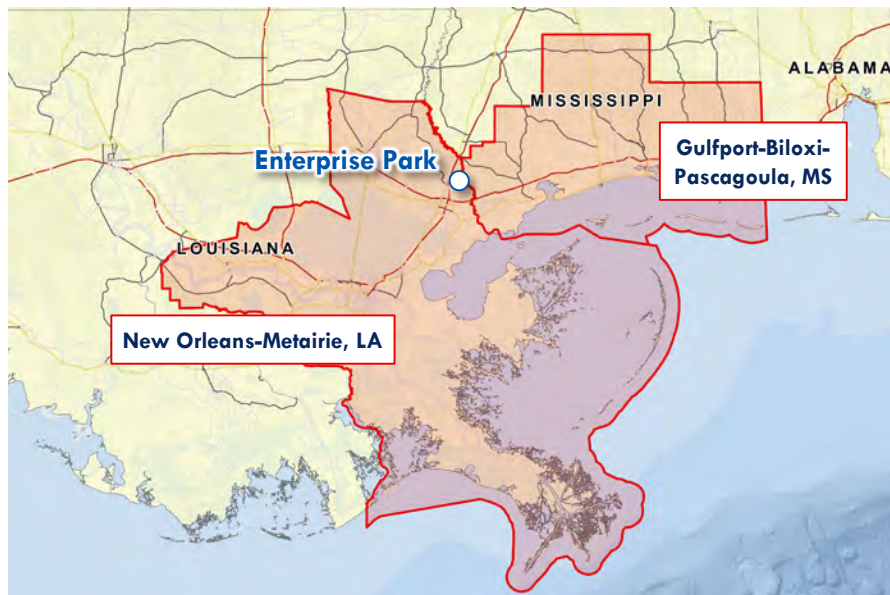 ALABAMA
MISSISSIPPI
Gulfport-Biloxi-
Pascagoula, MS
Enterprise Park
LOUISIANA
New Orleans-Metairie, LA